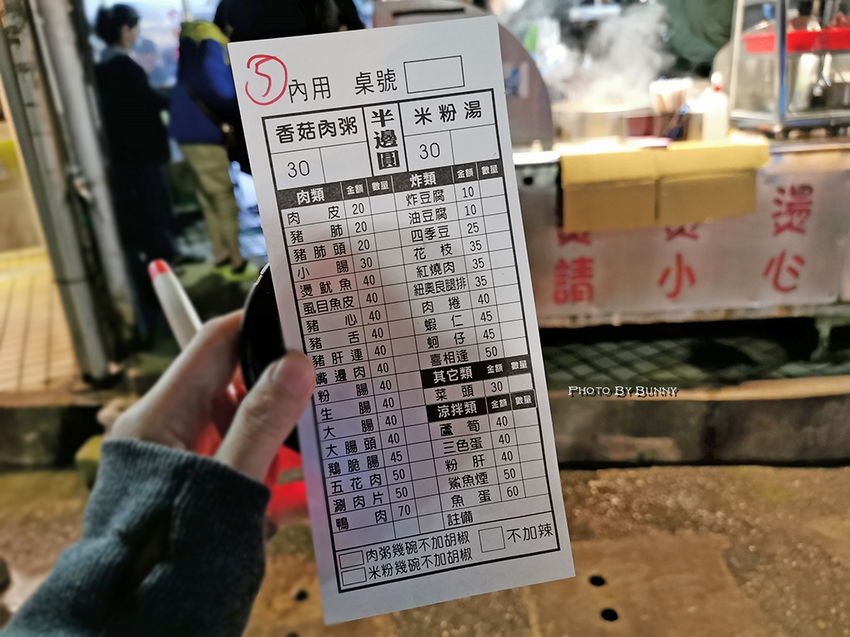 5
內用 桌號
香菇肉粥 半邊圓 米粉湯
30 30
肉類 金額 數量
肉皮 20
豬肺 20
豬肺頭 20
小腸 30
燙魷魚 40
虱目魚皮 40
豬心 40
豬舌 40
豬肝連 40
嘴邊肉 40
粉腸 40
生腸 40
大腸 40
大腸頭 40
鵝脆腸 45
五花肉 50
涮肉片 50
鴨肉 70
炸類 金額 數量
炸豆腐 10
油豆腐 10
四季豆 25
花枝 35
紅燒肉 35
紐奧良腿排 35
肉捲 40
蝦仁 45
蚵仔 45
喜相逢 50
其它類 金額 數量
菜頭 30
涼拌類 金額 數量
蘆筍 40
三色蛋 40
粉肝 40
鯊魚煙 50
魚蛋 60
註備
肉粥幾碗不加胡椒 不加辣
米粉幾碗不加胡椒
燙 燙 燙
請 小 心
Photo By Bunny